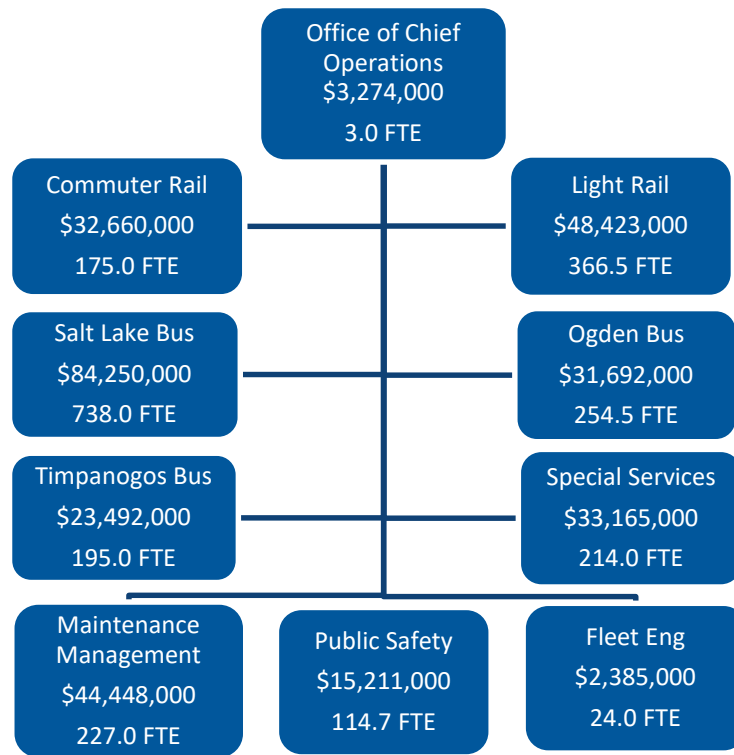 Office of Chief
Operations
$3,274,000
3.0 FTE
Commuter Rail
$32,660,000
175.0 FTE
Light Rail
$48,423,000
366.5 FTE
Salt Lake Bus
$84,250,000
738.0 FTE
Ogden Bus
$31,692,000
254.5 FTE
Timpanogos Bus
$23,492,000
195.0 FTE
Special Services
$33,165,000
214.0 FTE
Maintenance
Management
$44,448,000
227.0 FTE
Public Safety
$15,211,000
114.7 FTE
Fleet Eng
$2,385,000
24.0 FTE